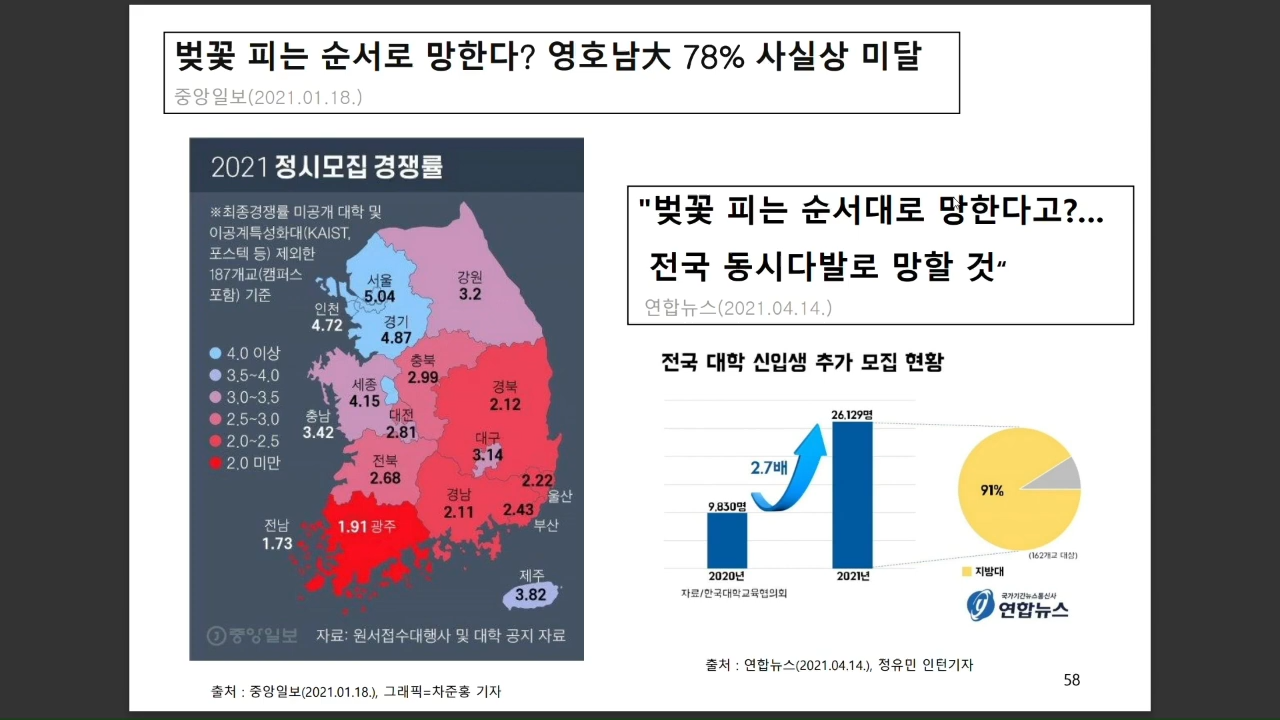 벚꽃 피는 순서로 망한다? 영호남大 78% 사실상 미달
중앙일보(2021.01.18.)
2021 정시모집 경쟁률
※최종경쟁률 미공개 대학 및
이공계특성화대(KAIST,
포스텍 등) 제외한
187개교(캠퍼스
포함) 기준
서울
5.04
인천
4.72
경기
4.87
강원
3.2
4.0 이상
3.5~4.0
3.0~3.5
2.5~3.0
2.0~2.5
2.0 미만
충북
2.99
세종
4.15
충남
3.42
대전
2.81
경북
2.12
대구
3.14
전북
2.68
경남
2.11
2.22
울산
2.43
부산
1.91 광주
전남
1.73
제주
3.82
중앙일보
자료: 원서접수대행사 및 대학 공지 자료
출처 : 중앙일보(2021.01.18.), 그래픽=차준홍 기자
"벚꽃 피는 순서대로 망한다고?...
전국 동시다발로 망할 것“
연합뉴스(2021.04.14.)
전국 대학 신입생 추가 모집 현황
26,129명
2.7배
9,830명
2020년
2021년
91%
(162개교 대상)
지방대
자료/한국대학교육협의회
국가기간뉴스통신사
연합뉴스
출처 : 연합뉴스(2021.04.14.), 정유민 인턴기자
58